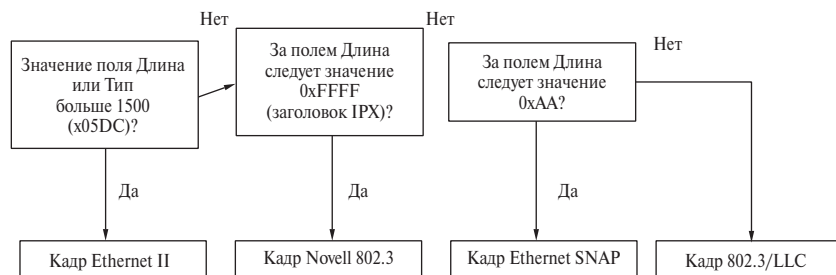 Нет
Нет
Нет
Значение поля Длина
или Тип
больше 1500
(x05DC)?
За полем Длина
следует значение
0xFFFF
(заголовок IPX)?
За полем Длина
следует значение
0xAA?
Да
Да
Да
Кадр Ethernet II
Кадр Novell 802.3
Кадр Ethernet SNAP
Кадр 802.3/LLC